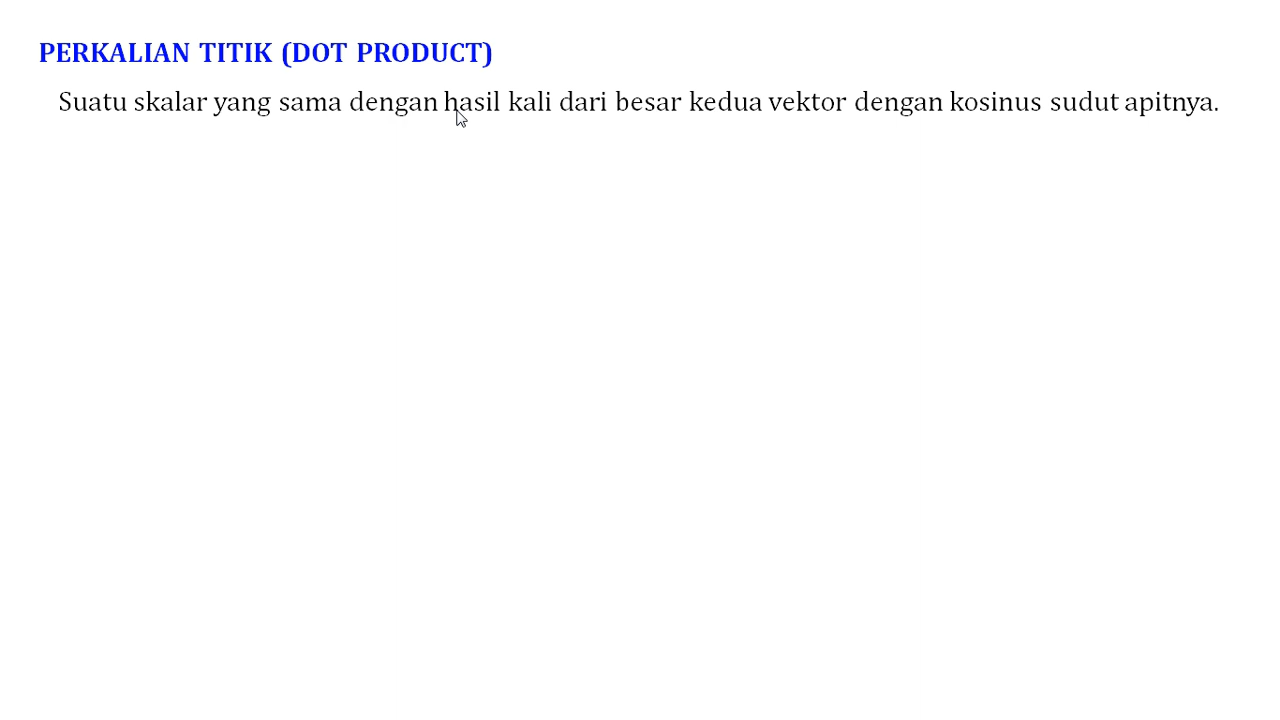 PERKALIAN TITIK (DOT PRODUCT)
Suatu skalar yang sama dengan hasil kali dari besar kedua vektor dengan kosinus sudut apitnya.